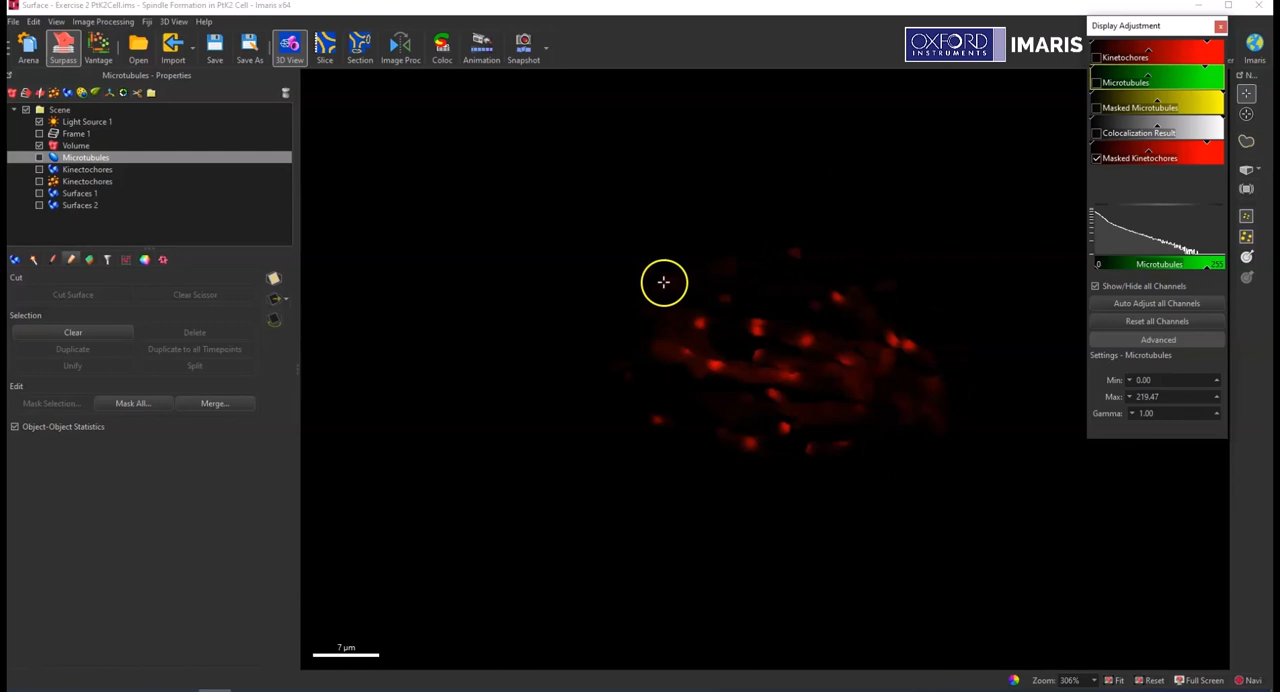 Surface - Exercise 2 PtK2Cell.ims - Spindle Formation in PtK2 Cell - Imaris x64
File Edit View Image Processing Fiji 3D View Help
Arena Surpass Vantage Open Import Save Save As 3D View Slice Section Image Proc Coloc Animation Snapshot
OXFORD
INSTRUMENTS
IMARIS
Imaris
N...
Microtubules - Properties
Scene
Light Source 1
Frame 1
Volume
Microtubules
Kinectochores
Kinectochores
Surfaces 1
Surfaces 2
Cut
Cut Surface Clear Scissor
Selection
Clear Delete
Duplicate Duplicate to all Timepoints
Unify Split
Edit
Mask Selection... Mask All... Merge...
Object-Object Statistics
7 µm
Display Adjustment
Kinetochores
Microtubules
Masked Microtubules
Colocalization Result
Masked Kinetochores
0 Microtubules 255
Show/Hide all Channels
Auto Adjust all Channels
Reset all Channels
Advanced
Settings - Microtubules
Min: 0.00
Max: 219.47
Gamma: 1.00
Zoom: 306% Fit Reset Full Screen Navi